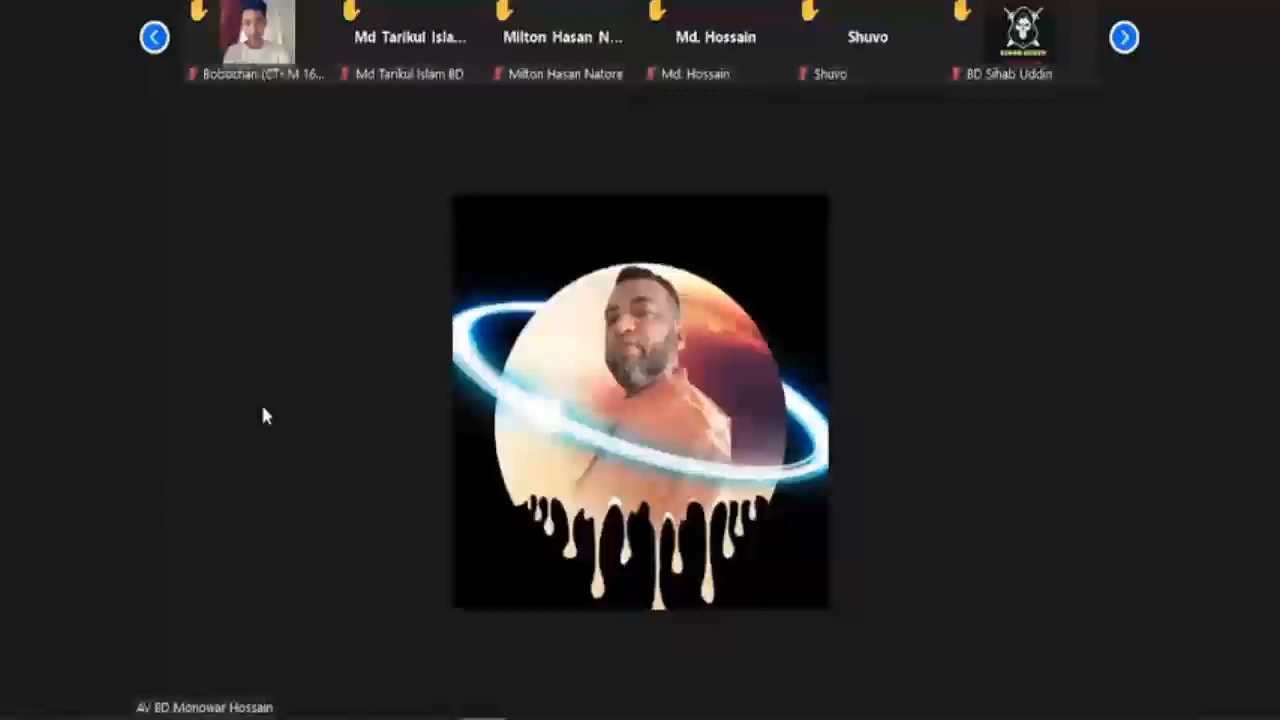 Md Tarikul Isla...
Milton Hasan N...
Md. Hossain
Shuvo
Md Tarikul Islam BD
Milton Hasan Natore
Md. Hossain
Shuvo
BD Sihab Uddin
BD Monowar Hossain